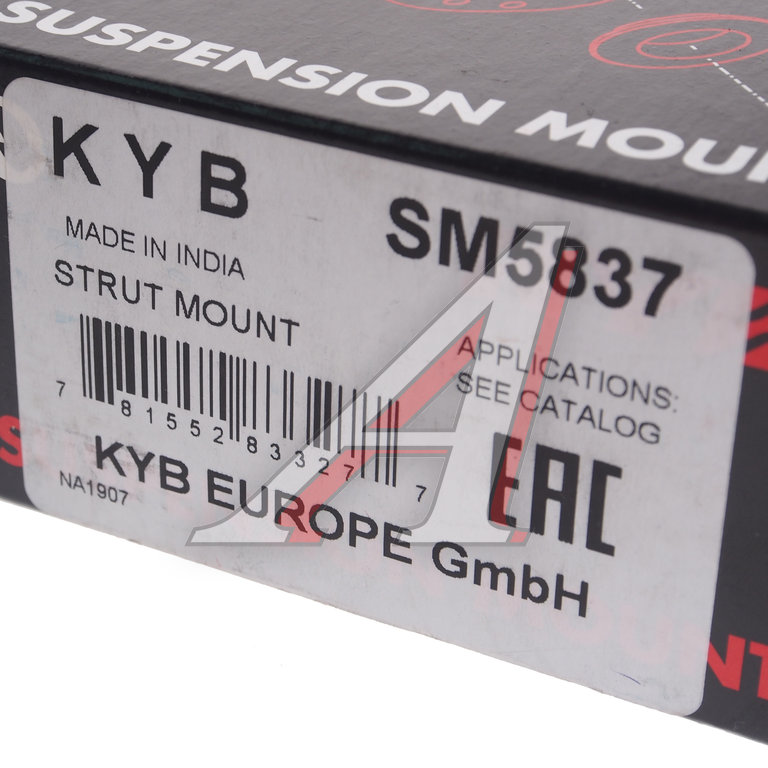 SUSPENSION MOU
KYB
SM5837
MADE IN INDIA
STRUT MOUNT
APPLICATIONS:
SEE CATALOG
7 81552 83327 7
NA1907
KYB EUROPE GmbH
EAC